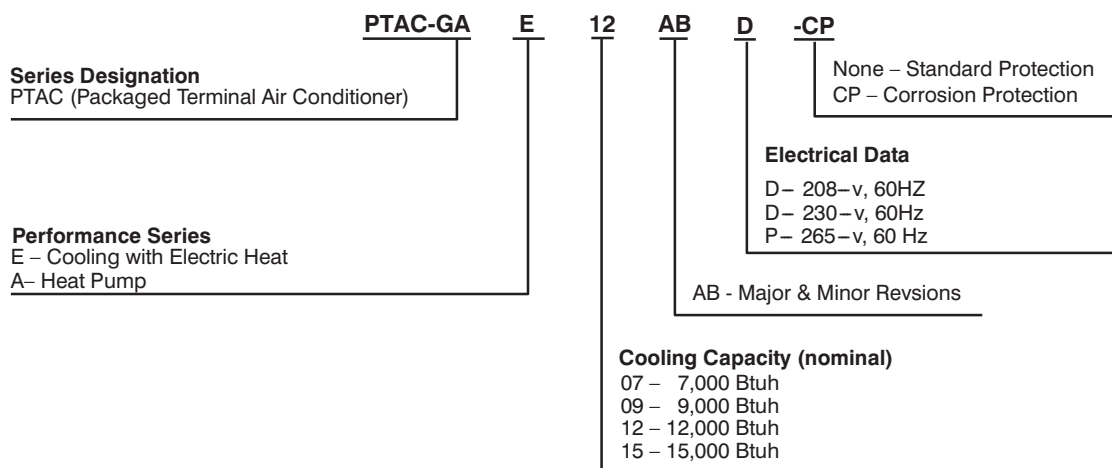 PTAC-GA E 12 AB D -CP
Series Designation
PTAC (Packaged Terminal Air Conditioner)
None – Standard Protection
CP – Corrosion Protection
Electrical Data
D– 208–v, 60HZ
D– 230–v, 60Hz
P– 265–v, 60 Hz
Performance Series
E – Cooling with Electric Heat
A– Heat Pump
AB - Major & Minor Revsions
Cooling Capacity (nominal)
07 – 7,000 Btuh
09 – 9,000 Btuh
12 – 12,000 Btuh
15 – 15,000 Btuh